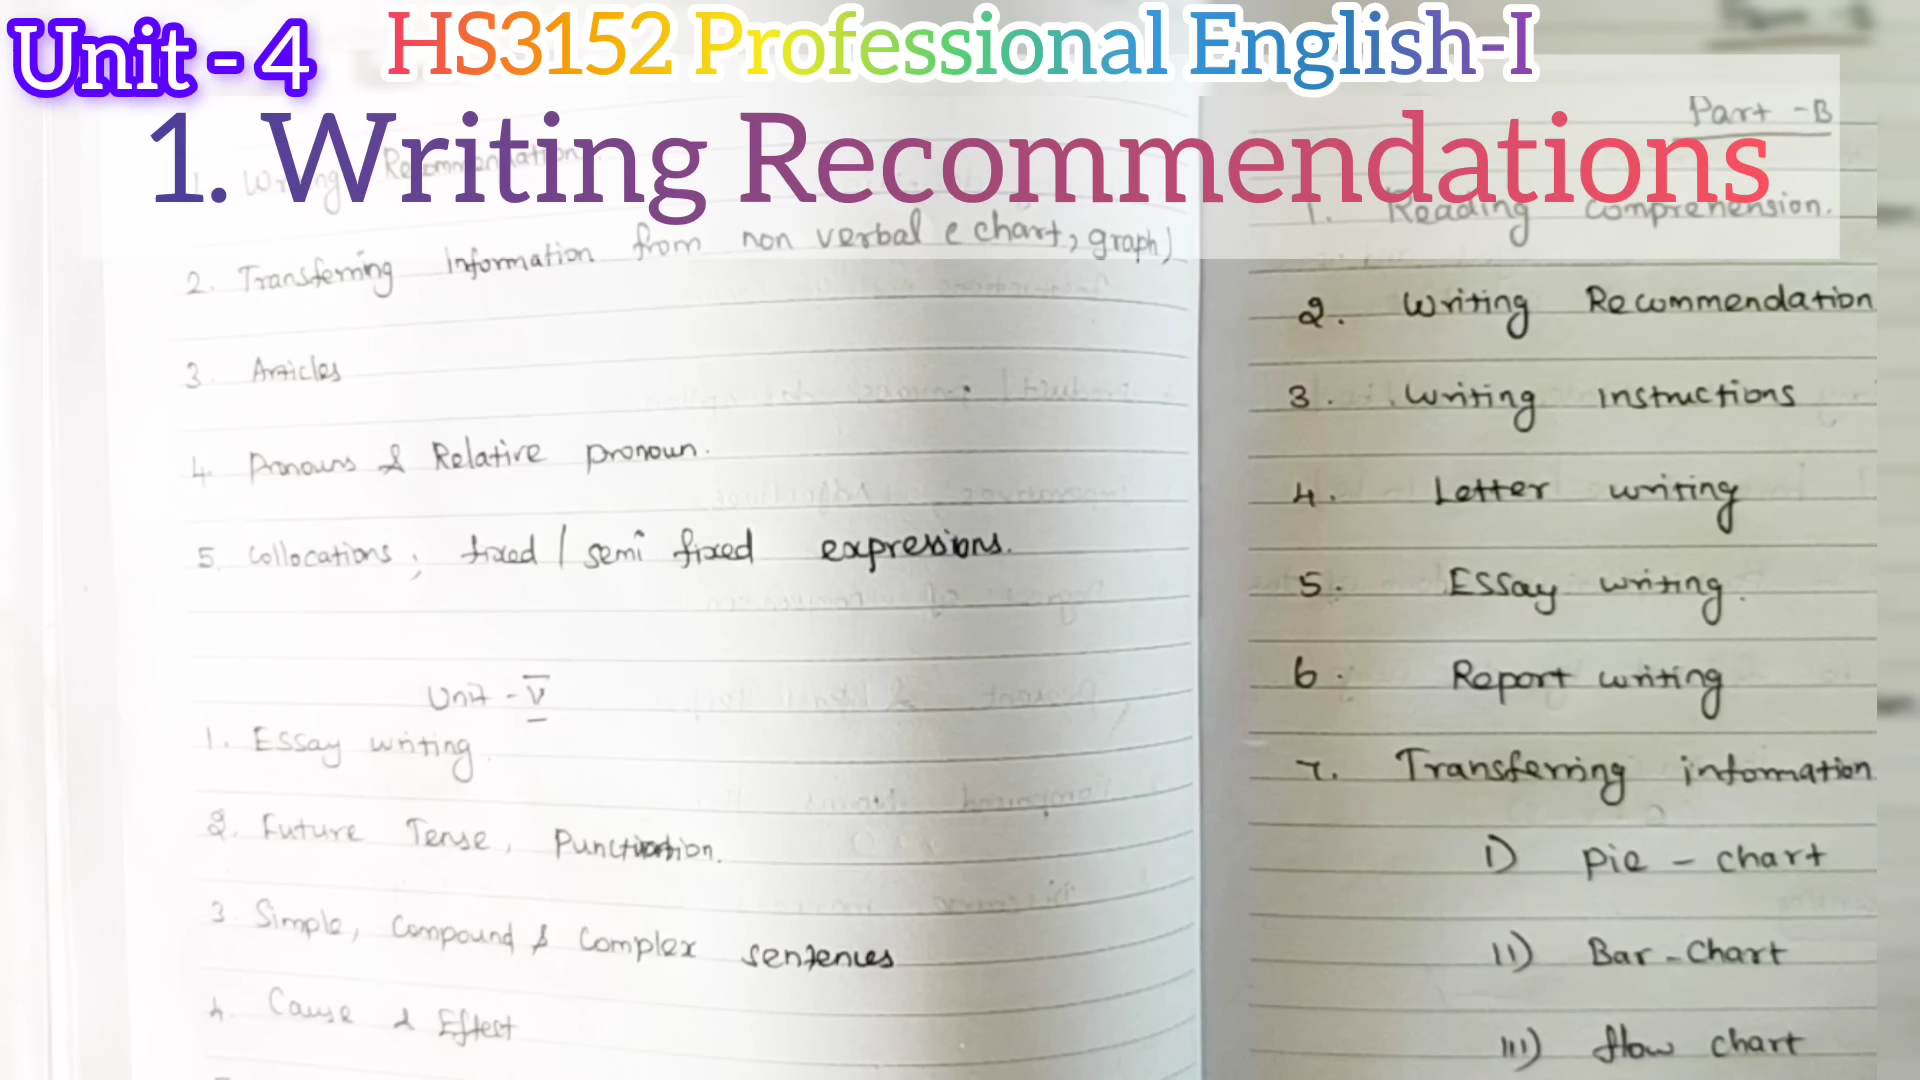 Unit - 4
HS3152 Professional English-I
1. Writing Recommendations
1. Writing Recommendation
2. Transferring Information from non verbal ( chart, graph)
3. Articles
4. Pronouns & Relative pronoun.
5. Collocations ; fixed / semi fixed expressions.
Unit - V
1. Essay writing.
2. Future Tense, Punctuation.
3. Simple, Compound & Complex sentences
4. Cause & Effect
Part - B
1. Reading comprehension.
2. Writing Recommendation
3. Writing instructions
4. Letter writing
5. Essay writing.
6. Report writing
7. Transferring information
I) pie - chart
II) Bar - chart
III) flow chart